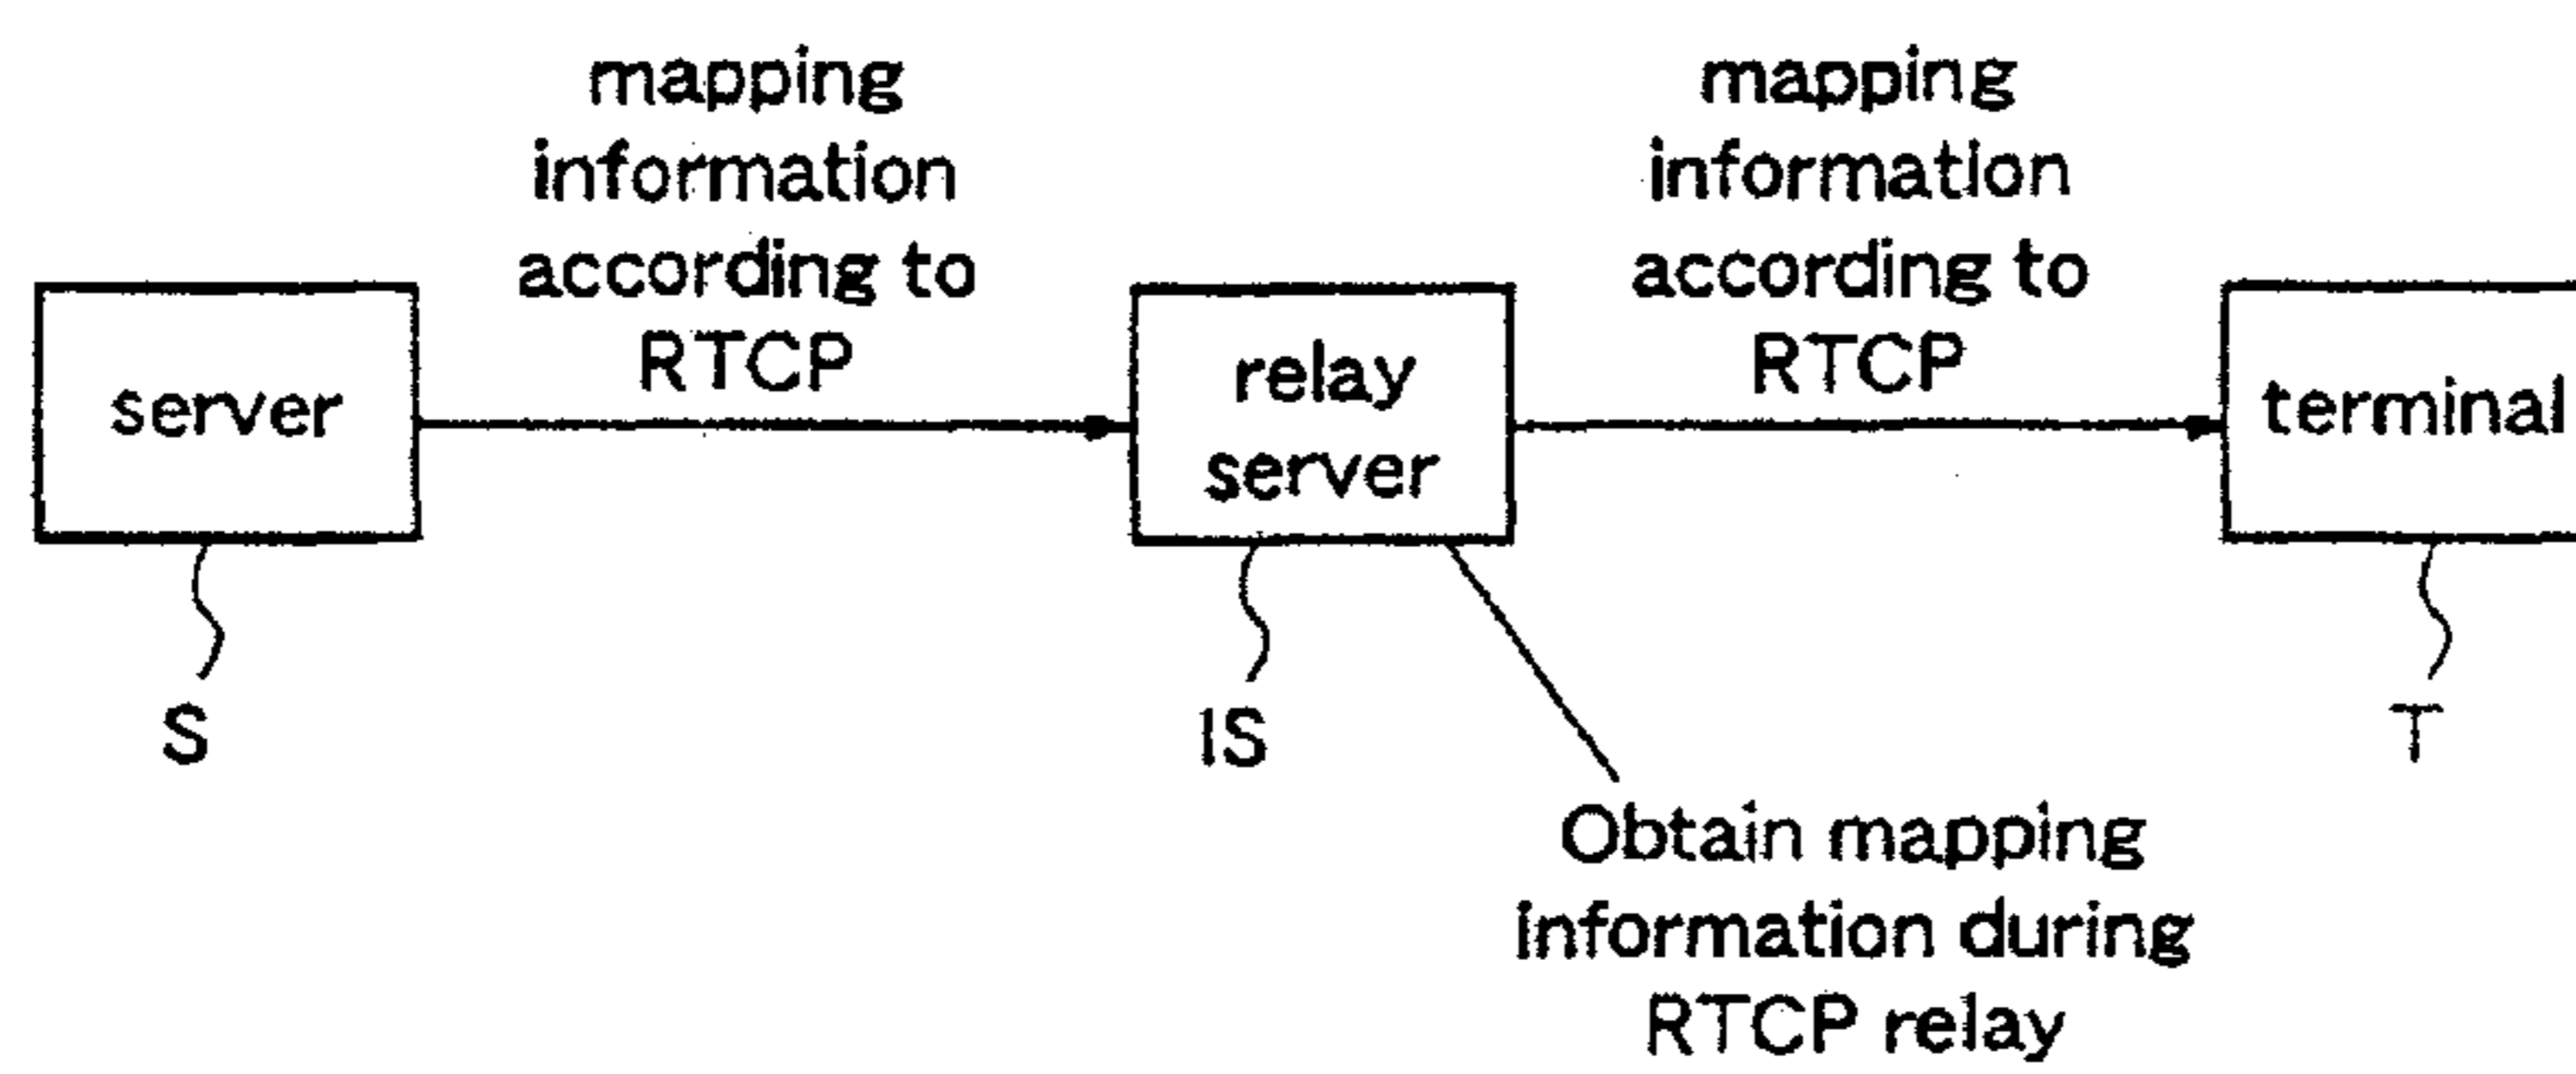 mapping
information
according to
RTCP
mapping
information
according to
RTCP
server
relay
server
terminal
S
IS
T
Obtain mapping
information during
RTCP relay